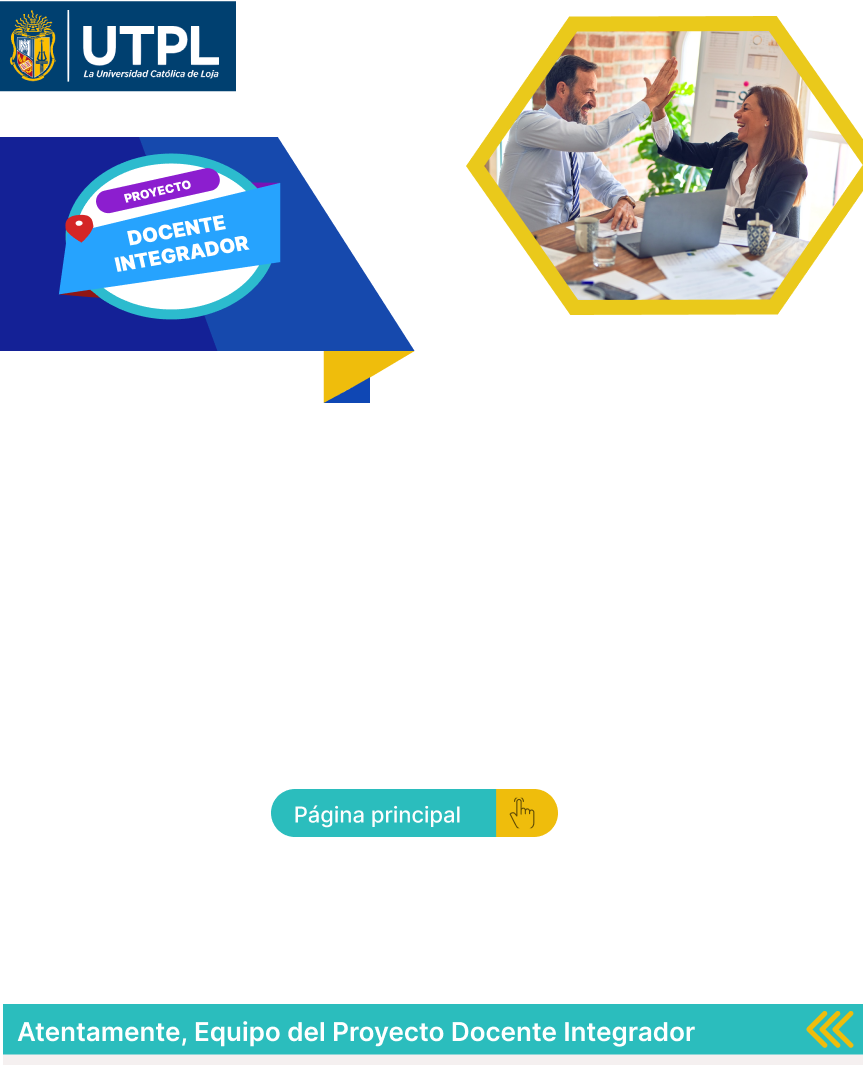 UTPL
La Universidad Católica de Loja
PROYECTO
DOCENTE
INTEGRADOR
Página principal
Atentamente, Equipo del Proyecto Docente Integrador